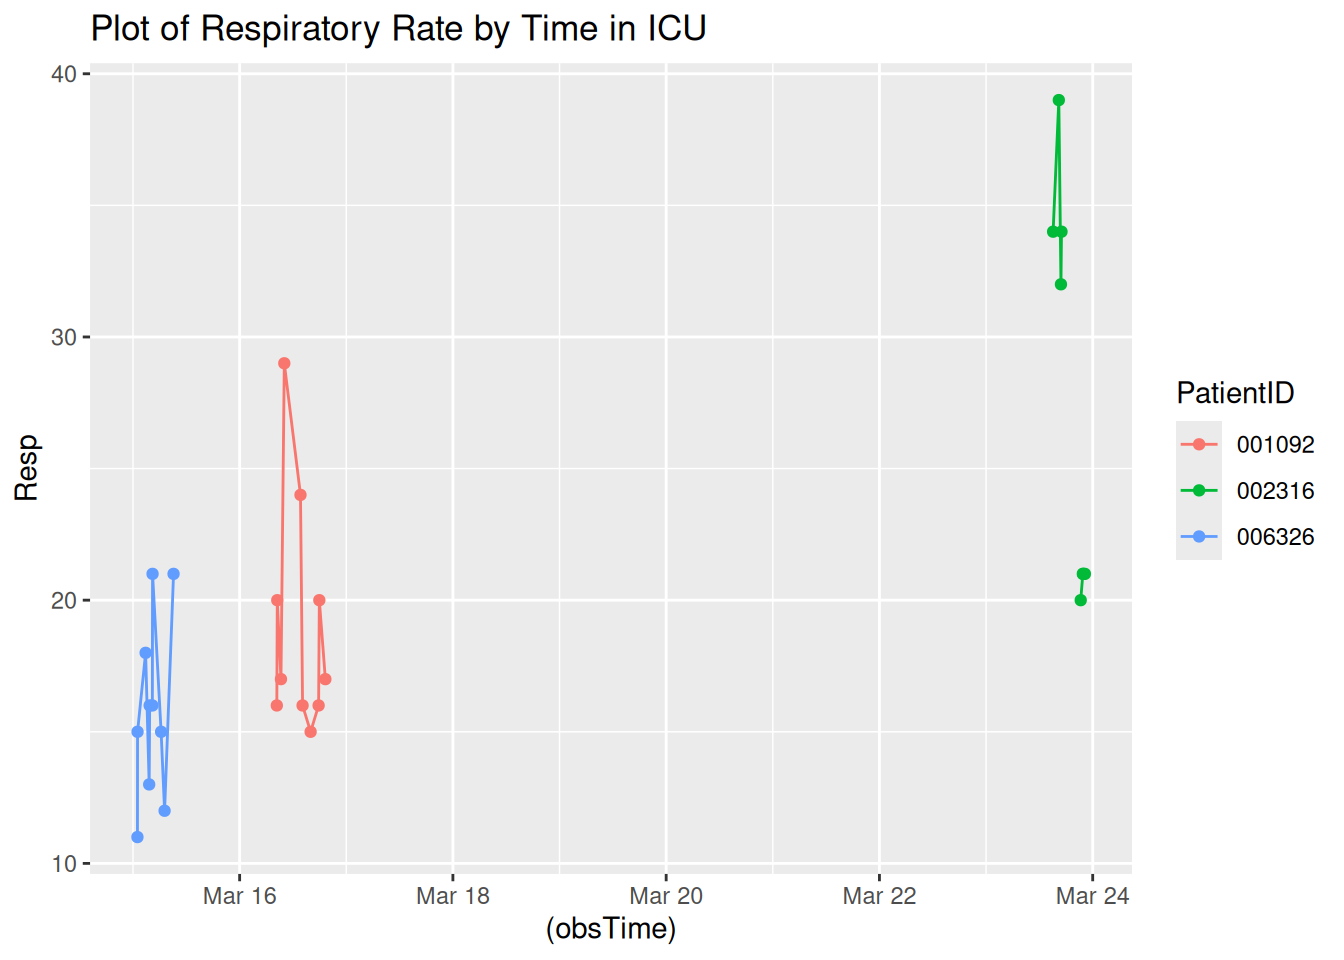 Plot of Respiratory Rate by Time in ICU
40
30
20
10
Resp
Mar 16 Mar 18 Mar 20 Mar 22 Mar 24
(obsTime)
PatientID
001092
002316
006326